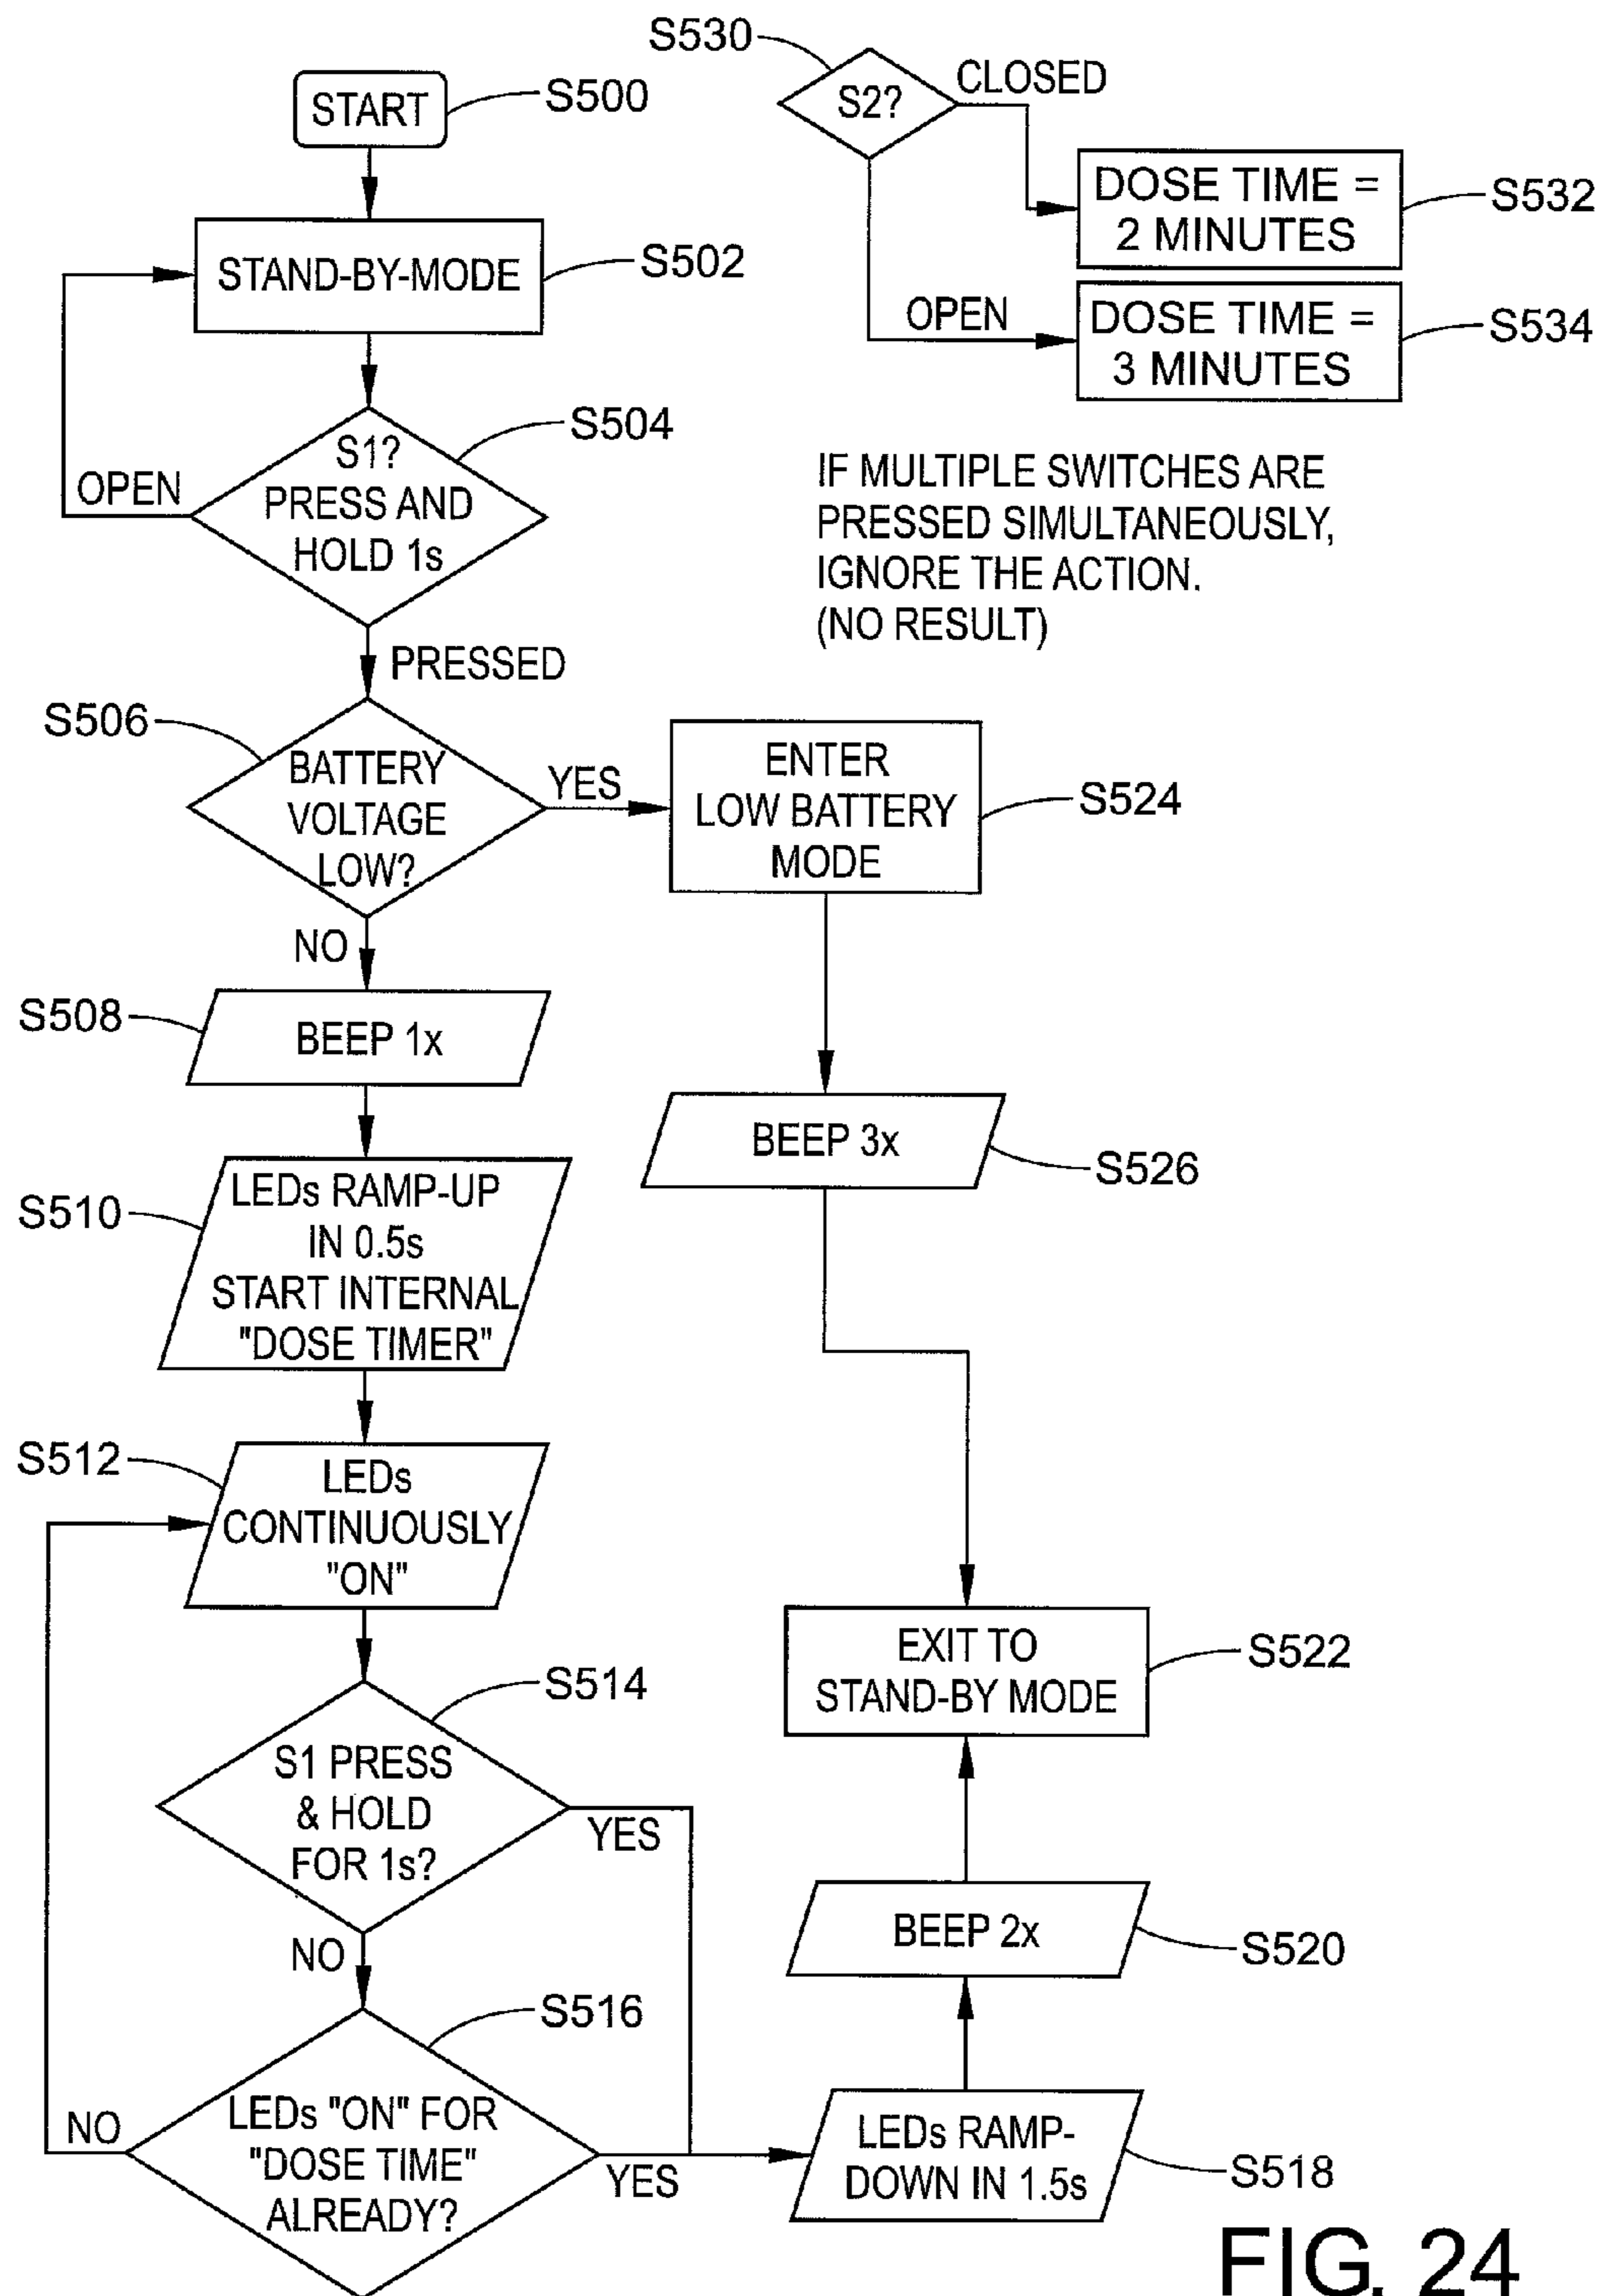 START
S500
STAND-BY-MODE
S502
S1?
PRESS AND
HOLD 1s
S504
OPEN
PRESSED
S506
BATTERY
VOLTAGE
LOW?
YES
NO
ENTER
LOW BATTERY
MODE
S524
S508
BEEP 1x
BEEP 3x
S526
S510
LEDs RAMP-UP
IN 0.5s
START INTERNAL
"DOSE TIMER"
S512
LEDs
CONTINUOUSLY
"ON"
S514
S1 PRESS
& HOLD
FOR 1s?
YES
NO
S516
LEDs "ON" FOR
"DOSE TIME"
ALREADY?
NO
YES
LEDs RAMP-
DOWN IN 1.5s
S518
BEEP 2x
S520
EXIT TO
STAND-BY MODE
S522
S530
S2?
CLOSED
DOSE TIME =
2 MINUTES
S532
OPEN
DOSE TIME =
3 MINUTES
S534
IF MULTIPLE SWITCHES ARE
PRESSED SIMULTANEOUSLY,
IGNORE THE ACTION.
(NO RESULT)
FIG. 24